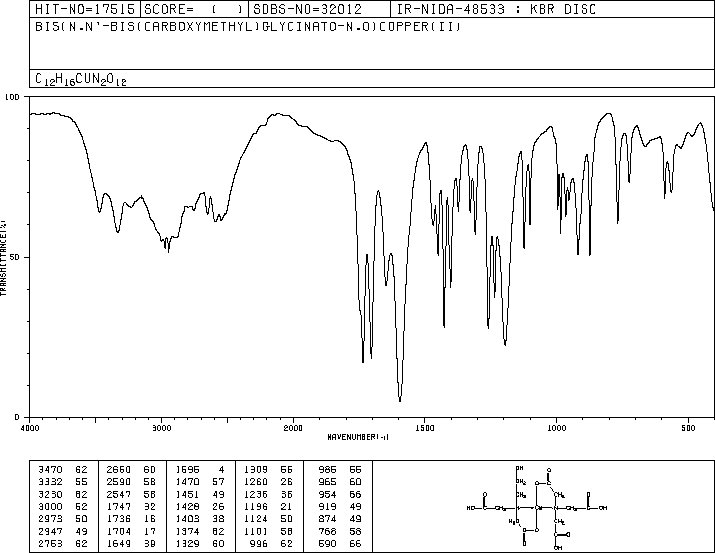 HIT-NO=17515 SCORE= ( ) SDBS-NO=32012 IR-NIDA-48533 : KBR DISC
BIS(N,N'-BIS(CARBOXYMETHYL)GLYCINATO-N,O)COPPER(II)
C12H16CUN2O12
100
50
0
TRANSMITTANCE(%)
4000 3000 2000 1500 1000 500
WAVENUMBER(-1)
3470 62 2660 60 1595 4 1309 55 986 55
3332 55 2590 58 1470 57 1260 26 965 60
3230 62 2547 58 1451 49 1236 36 954 66
3000 52 1747 32 1428 26 1196 21 919 49
2973 50 1736 16 1403 38 1124 50 874 49
2947 49 1704 17 1374 62 1101 58 768 58
2753 62 1649 39 1329 60 996 62 590 66